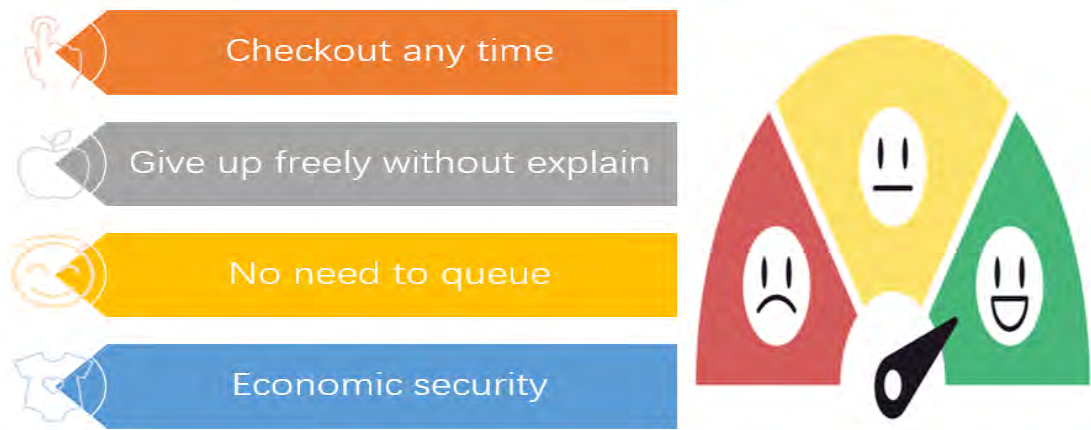 Checkout any time
Give up freely without explain
No need to queue
Economic security